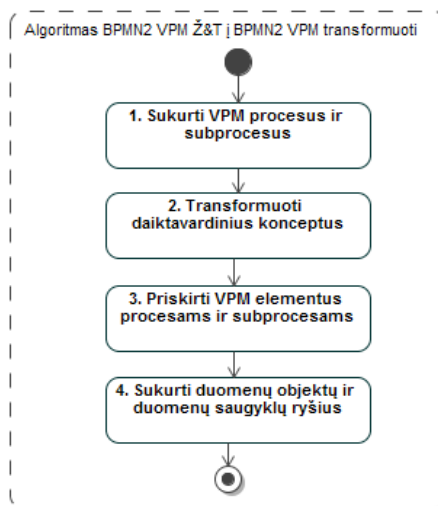 Algoritmas BPMN2 VPM Ž&T į BPMN2 VPM transformuoti
1. Sukurti VPM procesus ir
subprocesus
2. Transformuoti
daiktavardinius konceptus
3. Priskirti VPM elementus
procesams ir subprocesams
4. Sukurti duomenų objektų ir
duomenų saugyklų ryšius